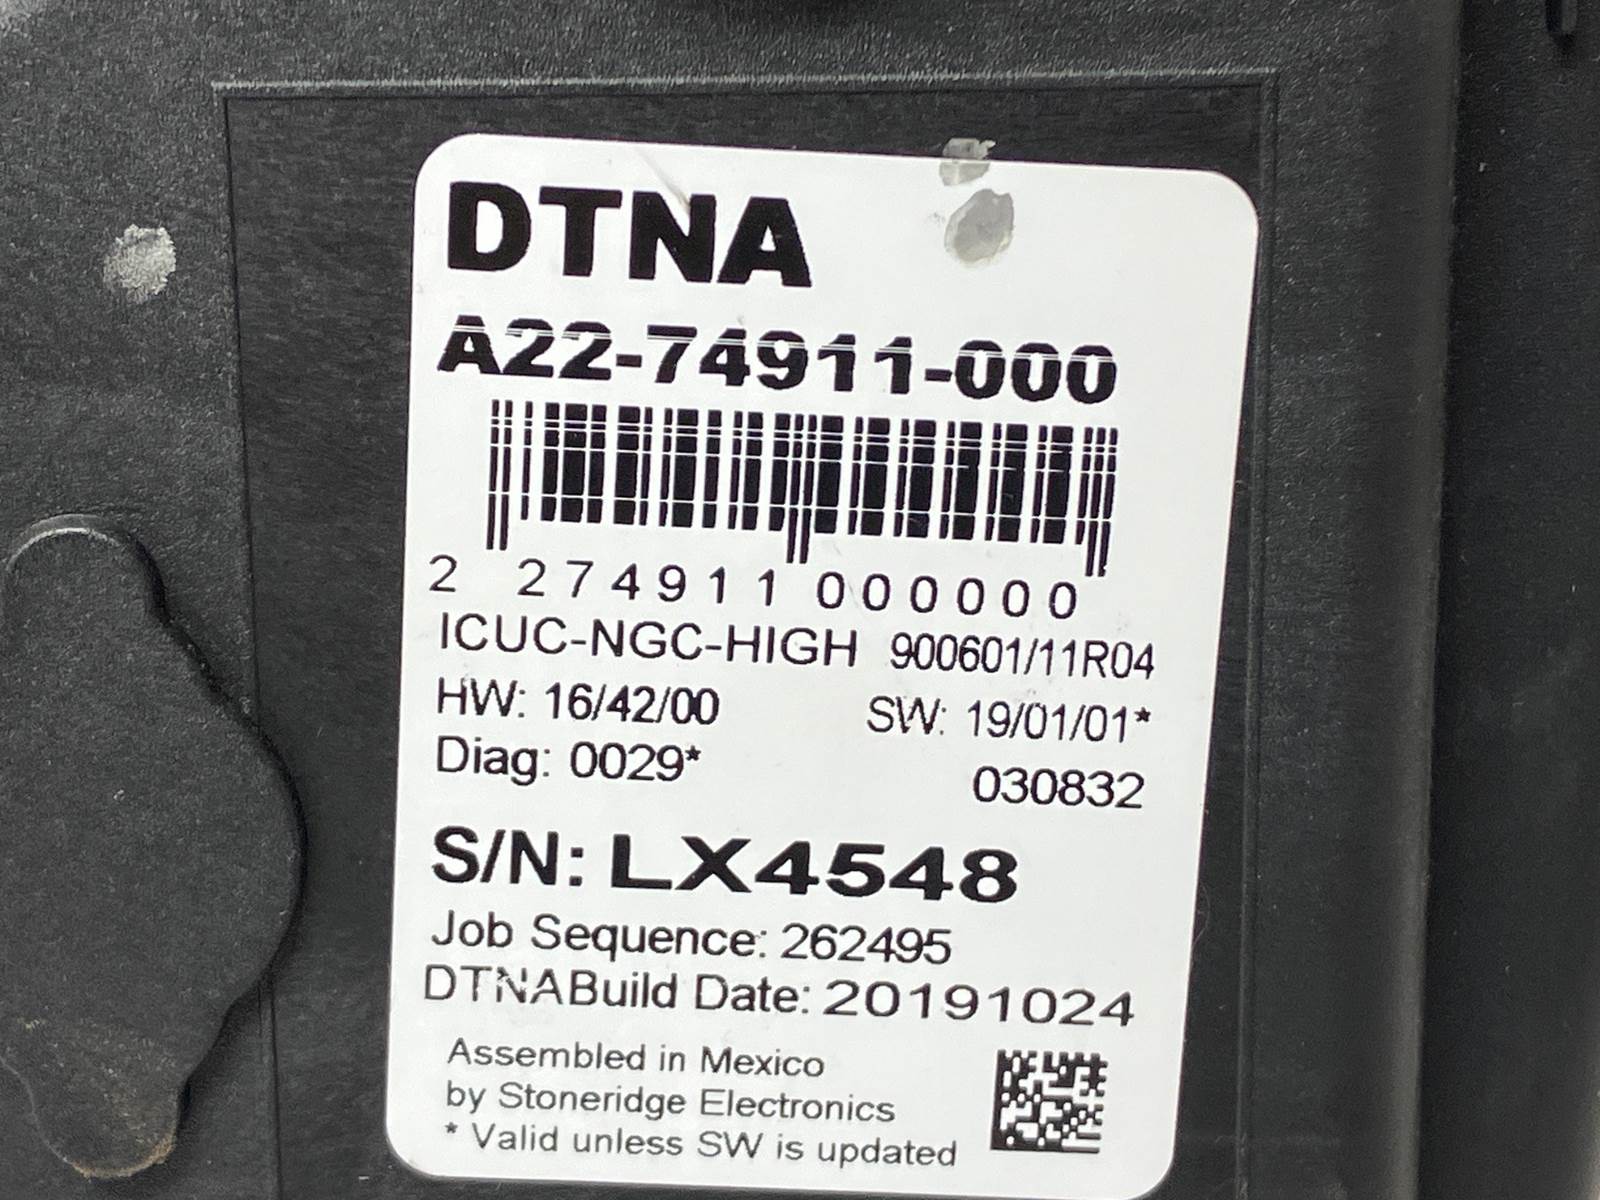 DTNA
A22-74911-000
2 274911 000000
ICUC-NGC-HIGH 900601/11R04
HW: 16/42/00 SW: 19/01/01*
Diag: 0029* 030832
S/N: LX4548
Job Sequence: 262495
DTNABuild Date: 20191024
Assembled in Mexico
by Stoneridge Electronics
* Valid unless SW is updated